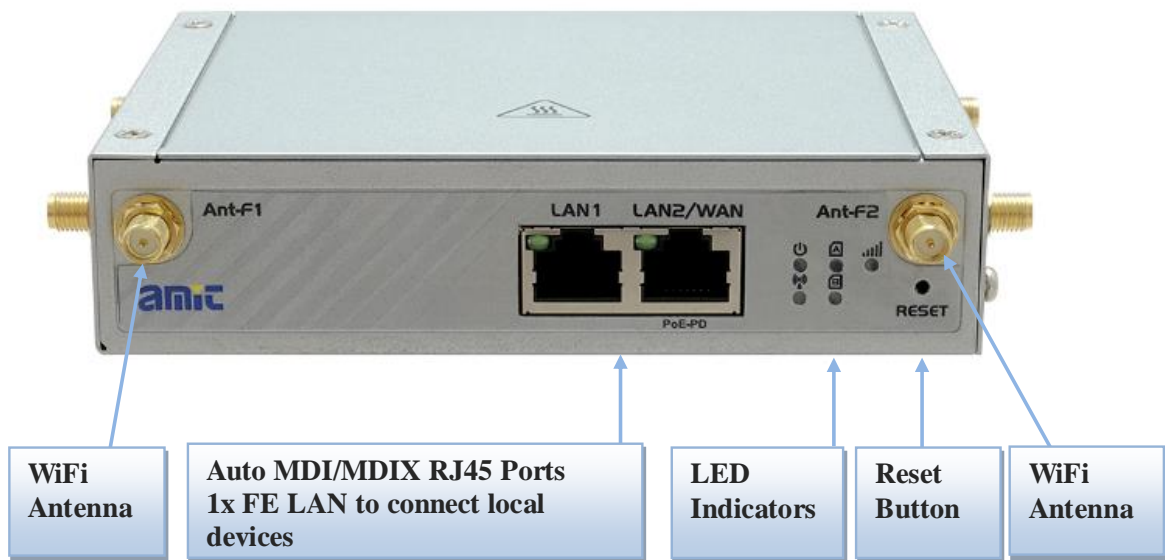 Ant-F1
LAN1
LAN2/WAN
Ant-F2
amit
PoE-PD
A
B
RESET
WiFi
Antenna
Auto MDI/MDIX RJ45 Ports
1x FE LAN to connect local
devices
LED
Indicators
Reset
Button
WiFi
Antenna